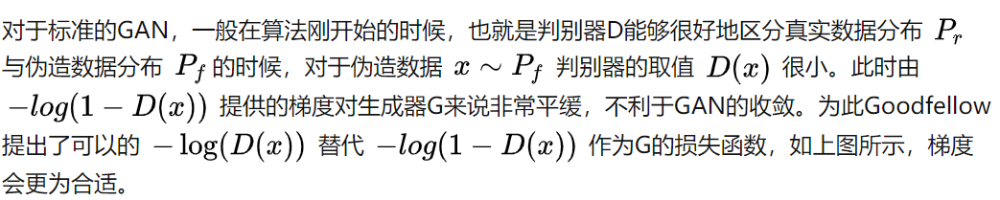 对于标准的GAN，一般在算法刚开始的时候，也就是判别器D能够很好地区分真实数据分布 P_r
与伪造数据分布 P_f 的时候，对于伪造数据 x ∼ P_f 判别器的取值 D(x) 很小。此时由
−log(1 − D(x)) 提供的梯度对生成器G来说非常平缓，不利于GAN的收敛。为此Goodfellow
提出了可以的 − log(D(x)) 替代 −log(1 − D(x)) 作为G的损失函数，如上图所示，梯度
会更为合适。